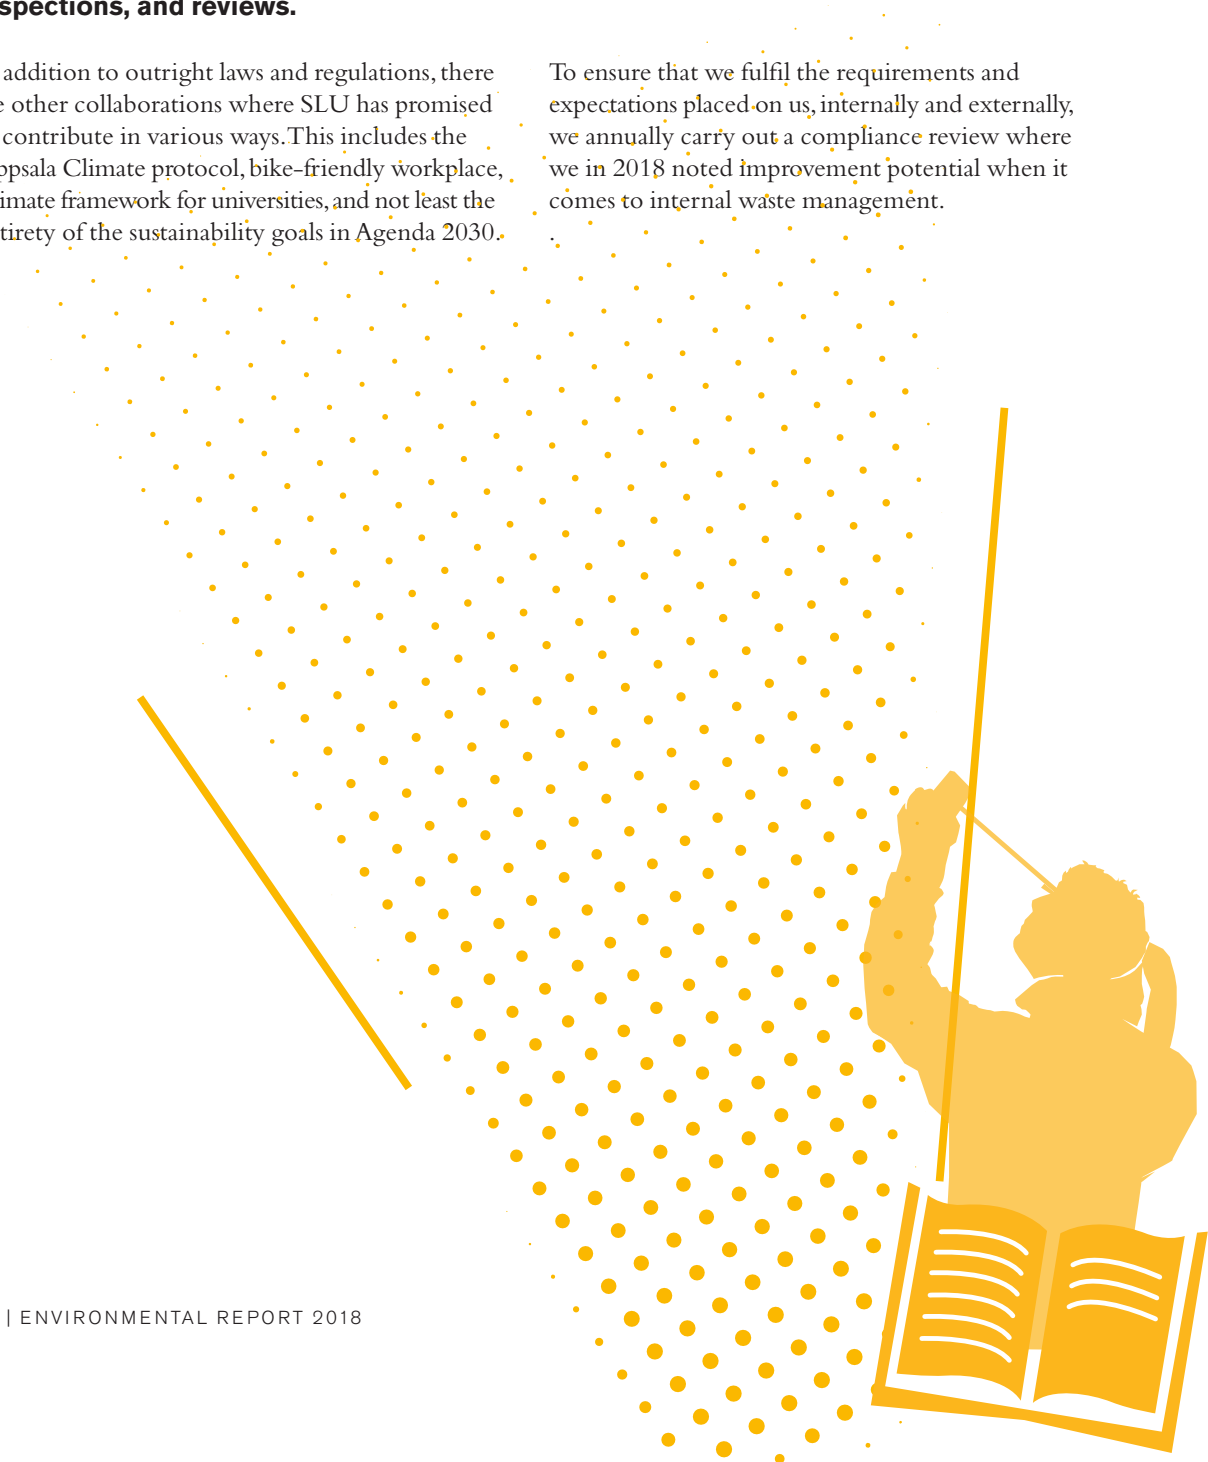 spections, and reviews.
addition to outright laws and regulations, there
e other collaborations where SLU has promised
contribute in various ways. This includes the
ppsala Climate protocol, bike-friendly workplace,
imate framework for universities, and not least the
tirety of the sustainability goals in Agenda 2030.
To ensure that we fulfil the requirements and
expectations placed on us, internally and externally,
we annually carry out a compliance review where
we in 2018 noted improvement potential when it
comes to internal waste management.
.
| ENVIRONMENTAL REPORT 2018